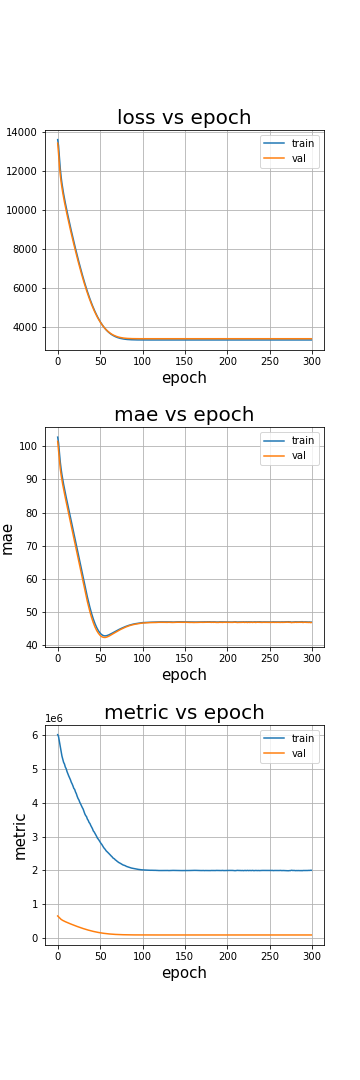 loss vs epoch
14000
12000
10000
8000
6000
4000
train
val
0 50 100 150 200 250 300
epoch
mae vs epoch
mae
100
90
80
70
60
50
40
train
val
0 50 100 150 200 250 300
epoch
metric vs epoch
1e6
metric
6
5
4
3
2
1
0
train
val
0 50 100 150 200 250 300
epoch